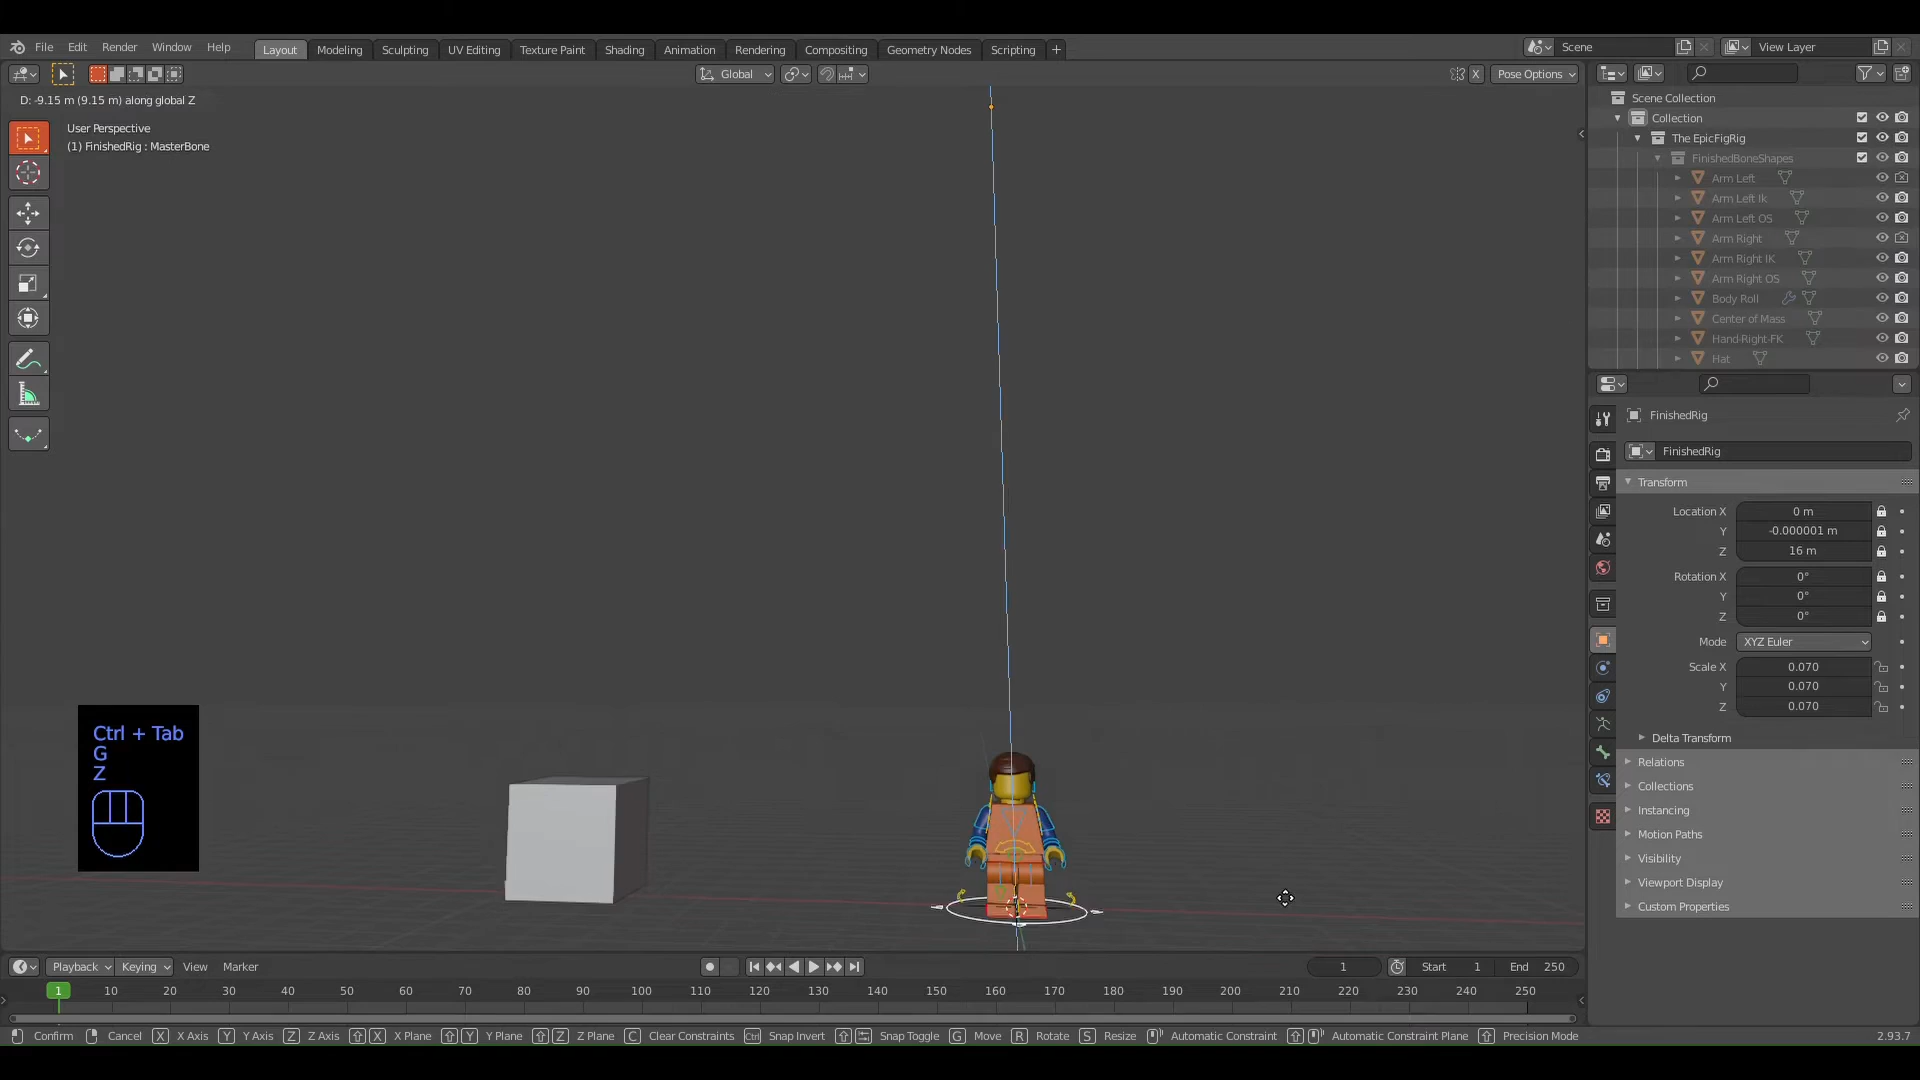 File Edit Render Window Help Layout Modeling Sculpting UV Editing Texture Paint Shading Animation Rendering Compositing Geometry Nodes Scripting + Scene View Layer
Global X Pose Options
D: -9.15 m (9.15 m) along global Z
User Perspective
(1) FinishedRig : MasterBone
Scene Collection
Collection
The EpicFigRig
FinishedBoneShapes
Arm Left
Arm Left Ik
Arm Left OS
Arm Right
Arm Right IK
Arm Right OS
Body Roll
Center of Mass
Hand-Right-FK
Hat
FinishedRig
FinishedRig
Transform
Location X 0 m
Y -0.000001 m
Z 16 m
Rotation X 0°
Y 0°
Z 0°
Mode XYZ Euler
Scale X 0.070
Y 0.070
Z 0.070
Delta Transform
Relations
Collections
Instancing
Motion Paths
Visibility
Viewport Display
Custom Properties
Ctrl + Tab
G
Z
Playback Keying View Marker 1 Start 1 End 250
1 10 20 30 40 50 60 70 80 90 100 110 120 130 140 150 160 170 180 190 200 210 220 230 240 250
Confirm Cancel X X Axis Y Y Axis Z Z Axis X X Plane Y Y Plane Z Z Plane C Clear Constraints Ctrl Snap Invert Snap Toggle G Move R Rotate S Resize Automatic Constraint Automatic Constraint Plane Precision Mode 2.93.7